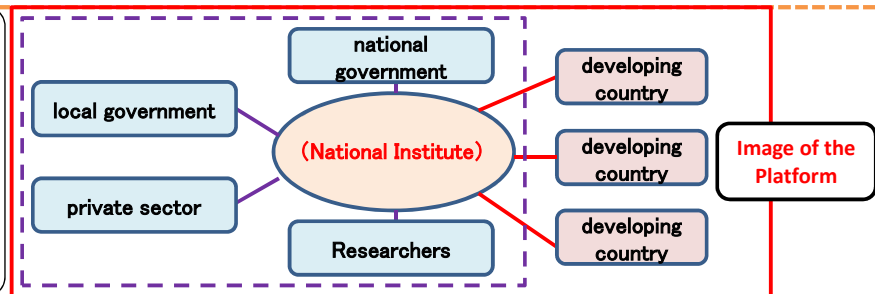 national
government
developing
country
local government
(National Institute)
developing
country
Image of the
Platform
private sector
developing
country
Researchers